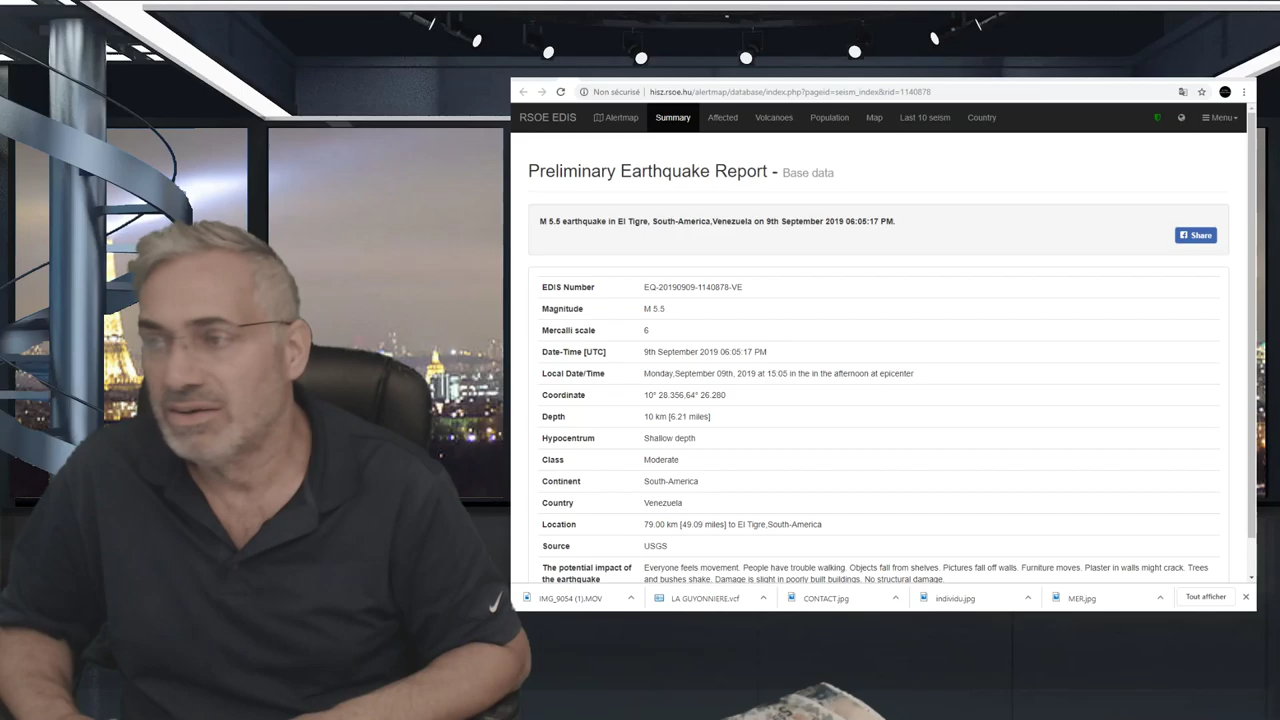 Non sécurisé hisz.rsoe.hu/alertmap/database/index.php?pageid=seism_index&rid=1140878
RSOE EDIS Alertmap Summary Affected Volcanoes Population Map Last 10 seism Country Menu
Preliminary Earthquake Report - Base data
M 5.5 earthquake in El Tigre, South-America,Venezuela on 9th September 2019 06:05:17 PM.
Share
EDIS Number EQ-20190909-1140878-VE
Magnitude M 5.5
Mercalli scale 6
Date-Time [UTC] 9th September 2019 06:05:17 PM
Local Date/Time Monday,September 09th, 2019 at 15:05 in the in the afternoon at epicenter
Coordinate 10° 28.356,64° 26.280
Depth 10 km [6.21 miles]
Hypocentrum Shallow depth
Class Moderate
Continent South-America
Country Venezuela
Location 79.00 km [49.09 miles] to El Tigre,South-America
Source USGS
The potential impact of Everyone feels movement. People have trouble walking. Objects fall from shelves. Pictures fall off walls. Furniture moves. Plaster in walls might crack. Trees
the earthquake and bushes shake. Damage is slight in poorly built buildings. No structural damage.
IMG_9054 (1).MOV LA GUYONNIERE.vcf CONTACT.jpg individu.jpg MER.jpg Tout afficher